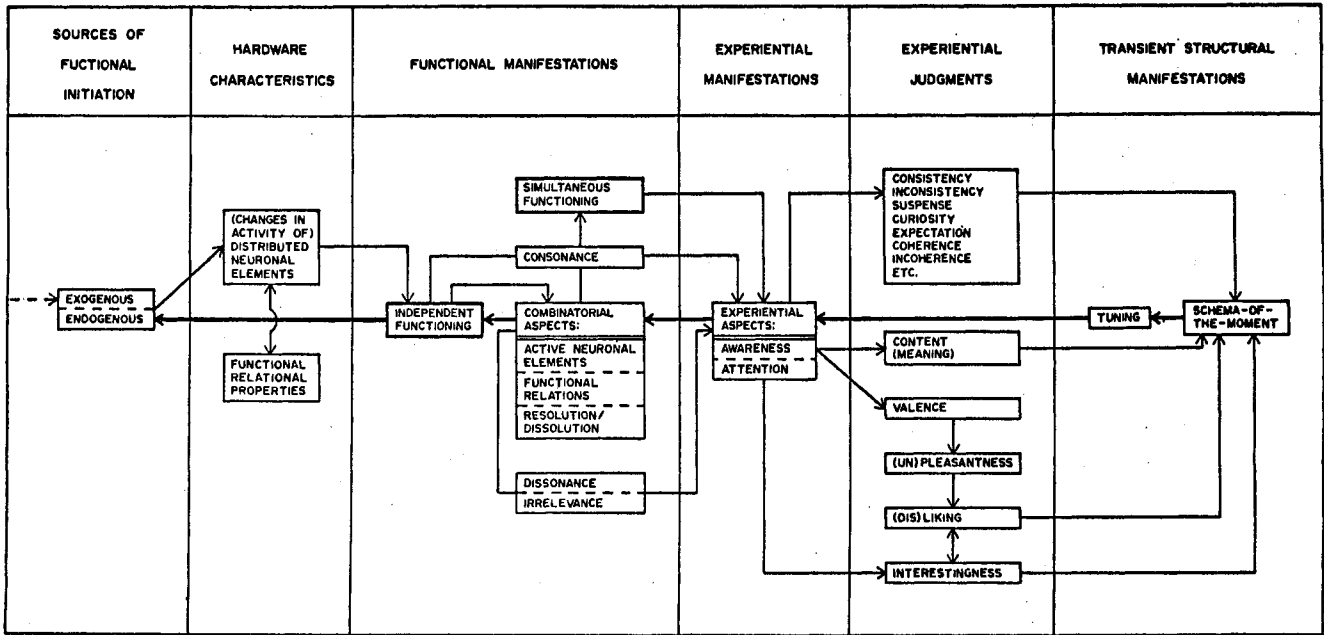 SOURCES OF
FUCTIONAL
INITIATION
HARDWARE
CHARACTERISTICS
FUNCTIONAL MANIFESTATIONS
EXPERIENTIAL
MANIFESTATIONS
EXPERIENTIAL
JUDGMENTS
TRANSIENT STRUCTURAL
MANIFESTATIONS
EXOGENOUS
ENDOGENOUS
(CHANGES IN
ACTIVITY OF)
DISTRIBUTED
NEURONAL
ELEMENTS
FUNCTIONAL
RELATIONAL
PROPERTIES
INDEPENDENT
FUNCTIONING
SIMULTANEOUS
FUNCTIONING
CONSONANCE
COMBINATORIAL
ASPECTS:
ACTIVE NEURONAL
ELEMENTS
FUNCTIONAL
RELATIONS
RESOLUTION/
DISSOLUTION
DISSONANCE
IRRELEVANCE
EXPERIENTIAL
ASPECTS:
AWARENESS
ATTENTION
CONSISTENCY
INCONSISTENCY
SUSPENSE
CURIOSITY
EXPECTATION
COHERENCE
INCOHERENCE
ETC.
CONTENT
(MEANING)
VALENCE
(UN)PLEASANTNESS
(DIS)LIKING
INTERESTINGNESS
TUNING
SCHEMA-OF-
THE-MOMENT